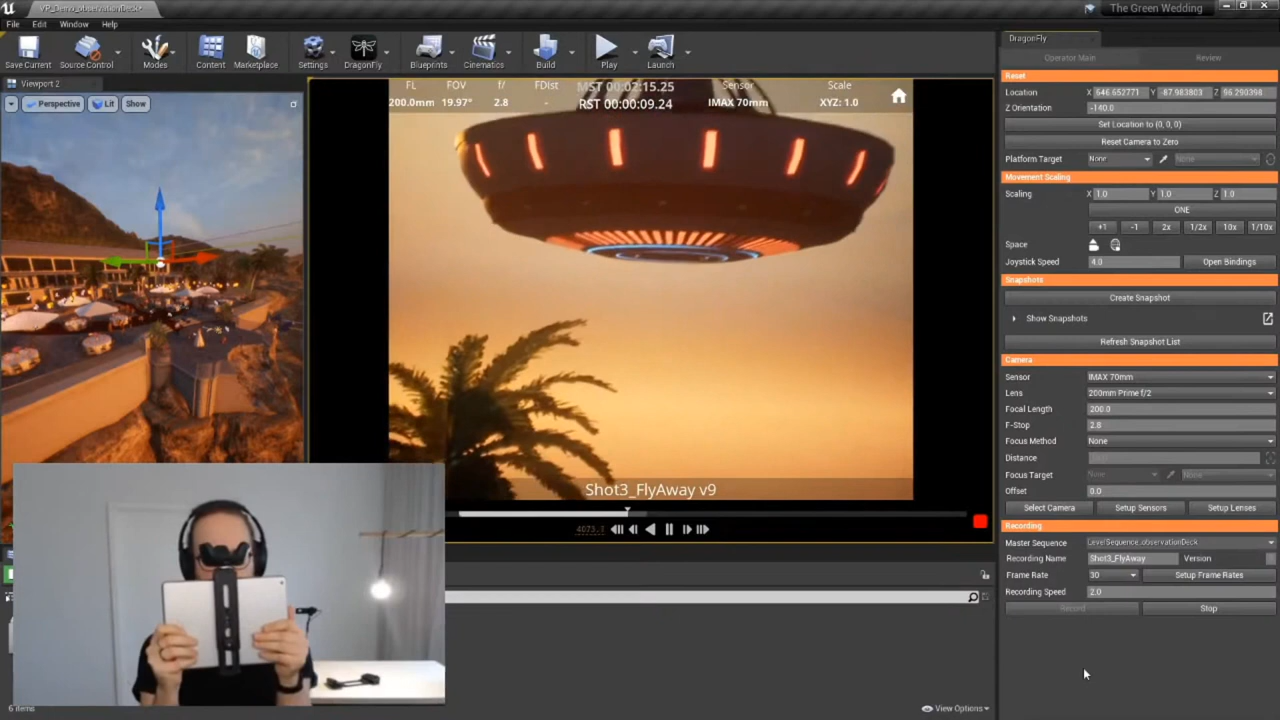 VP_Demo_observationDeck*
The Green Wedding
File Edit Window Help
Save Current Source Control Modes Content Marketplace Settings DragonFly Blueprints Cinematics Build Play Launch
Viewport 2
Perspective Lit Show
FL FOV f/ FDist MST 00:02:15.25 Sensor Scale
200.0mm 19.97° 2.8 - RST 00:00:09.24 IMAX 70mm XYZ: 1.0
Shot3_FlyAway v9
6 items
View Options
DragonFly
Operator Main Review
Reset
Location X 646.652771 Y -87.983803 Z 96.290398
Z Orientation -140.0
Set Location to (0, 0, 0)
Reset Camera to Zero
Platform Target None None
Movement Scaling
Scaling X 1.0 Y 1.0 Z 1.0
ONE
+1 -1 2x 1/2x 10x 1/10x
Space
Joystick Speed 4.0 Open Bindings
Snapshots
Create Snapshot
Show Snapshots
Refresh Snapshot List
Camera
Sensor IMAX 70mm
Lens 200mm Prime f/2
Focal Length 200.0
F-Stop 2.8
Focus Method None
Distance
Focus Target None None
Offset 0.0
Select Camera Setup Sensors Setup Lenses
Recording
Master Sequence LevelSequence_observationDeck
Recording Name Shot3_FlyAway Version
Frame Rate 30 Setup Frame Rates
Recording Speed 2.0
Record Stop